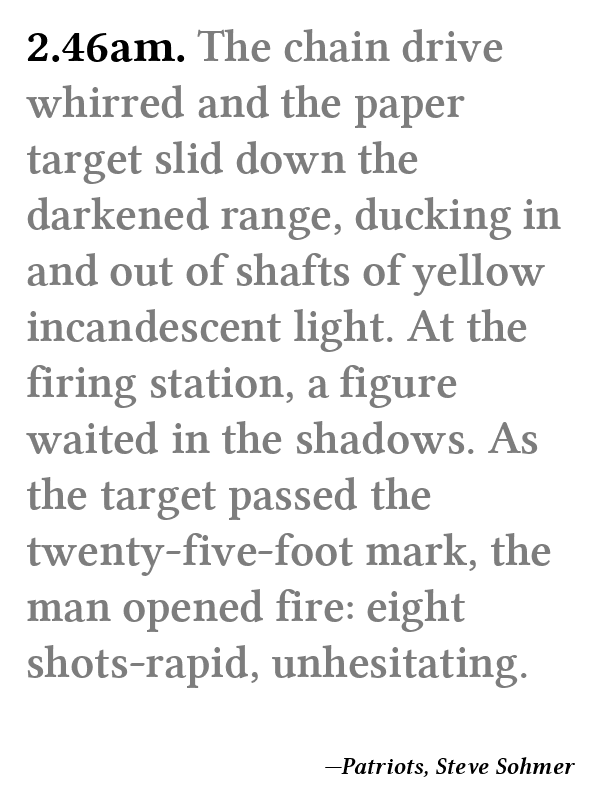 2.46am. The chain drive
whirred and the paper
target slid down the
darkened range, ducking in
and out of shafts of yellow
incandescent light. At the
firing station, a figure
waited in the shadows. As
the target passed the
twenty-five-foot mark, the
man opened fire: eight
shots-rapid, unhesitating.
—Patriots, Steve Sohmer